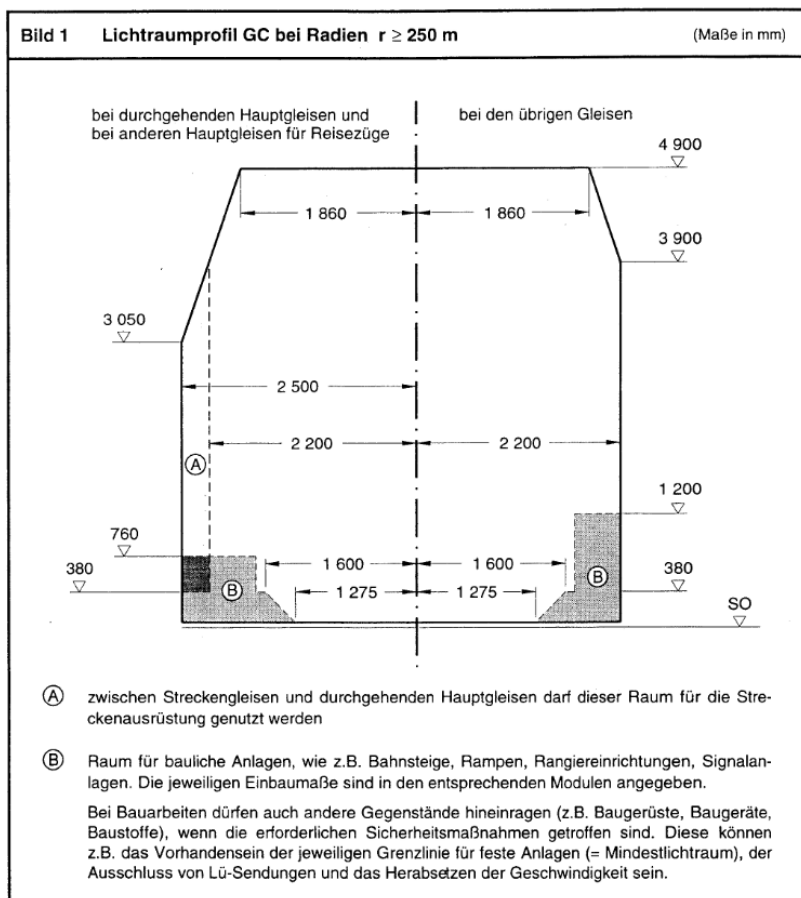 Bild 1 Lichtraumprofil GC bei Radien r ≥ 250 m (Maße in mm)
bei durchgehenden Hauptgleisen und
bei anderen Hauptgleisen für Reisezüge
bei den übrigen Gleisen
4 900
1 860 1 860
3 900
3 050
2 500
2 200 2 200
A
1 200
760
1 600 1 600
380 B B 380
1 275 1 275
SO
A zwischen Streckengleisen und durchgehenden Hauptgleisen darf dieser Raum für die Stre-
ckenausrüstung genutzt werden
B Raum für bauliche Anlagen, wie z.B. Bahnsteige, Rampen, Rangiereinrichtungen, Signalan-
lagen. Die jeweiligen Einbaumaße sind in den entsprechenden Modulen angegeben.
Bei Bauarbeiten dürfen auch andere Gegenstände hineinragen (z.B. Baugerüste, Baugeräte,
Baustoffe), wenn die erforderlichen Sicherheitsmaßnahmen getroffen sind. Diese können
z.B. das Vorhandensein der jeweiligen Grenzlinie für feste Anlagen (= Mindestlichtraum), der
Ausschluss von Lü-Sendungen und das Herabsetzen der Geschwindigkeit sein.